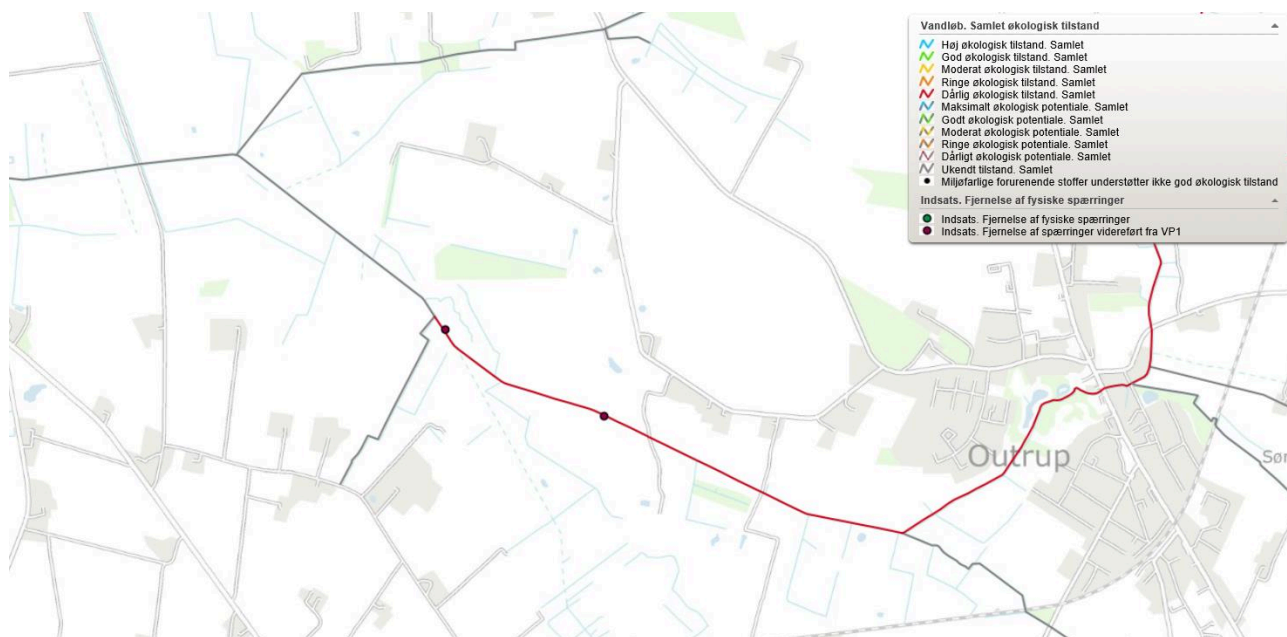 Vandløb. Samlet økologisk tilstand
Høj økologisk tilstand. Samlet
God økologisk tilstand. Samlet
Moderat økologisk tilstand. Samlet
Ringe økologisk tilstand. Samlet
Dårlig økologisk tilstand. Samlet
Maksimalt økologisk potentiale. Samlet
Godt økologisk potentiale. Samlet
Moderat økologisk potentiale. Samlet
Ringe økologisk potentiale. Samlet
Dårligt økologisk potentiale. Samlet
Ukendt tilstand. Samlet
Miljøfarlige forurenende stoffer understøtter ikke god økologisk tilstand
Indsats. Fjernelse af fysiske spærringer
Indsats. Fjernelse af fysiske spærringer
Indsats. Fjernelse af spærringer videreført fra VP1
Outrup
Sør